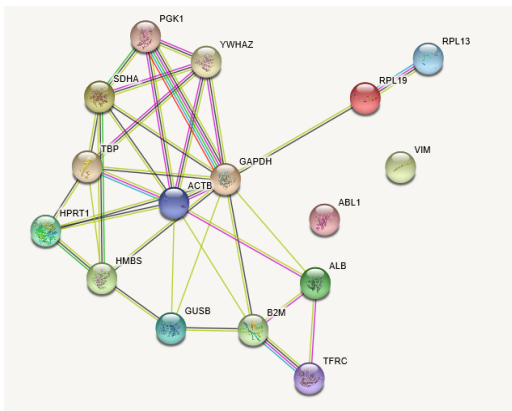 PGK1
YWHAZ
RPL13
SDHA
RPL19
TBP
GAPDH
VIM
ACTB
HPRT1
ABL1
HMBS
ALB
GUSB
B2M
TFRC